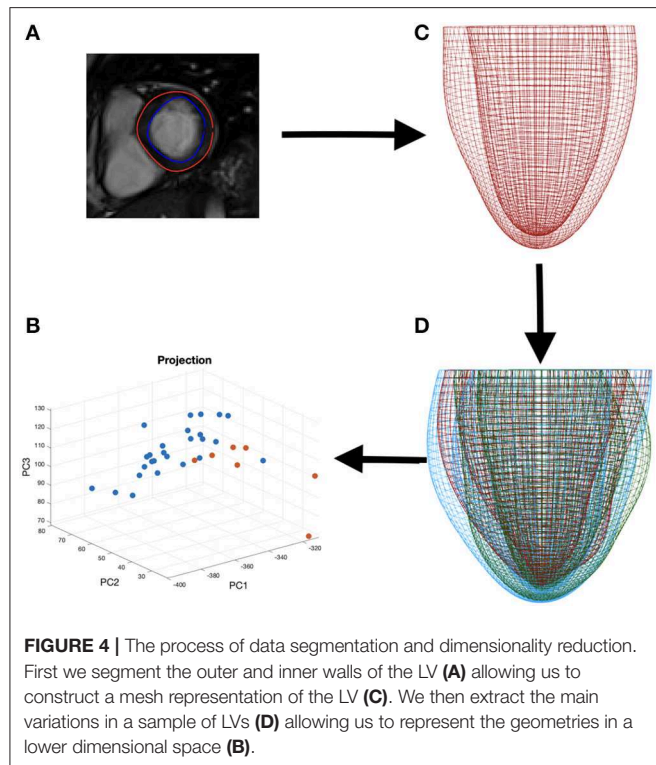 A
C
B
D
Projection
130
120
110
100
90
80
70
PC3
80
70
60
50
40
30
PC2
-400
-380
-360
-340
-320
PC1
FIGURE 4 | The process of data segmentation and dimensionality reduction.
First we segment the outer and inner walls of the LV (A) allowing us to
construct a mesh representation of the LV (C). We then extract the main
variations in a sample of LVs (D) allowing us to represent the geometries in a
lower dimensional space (B).